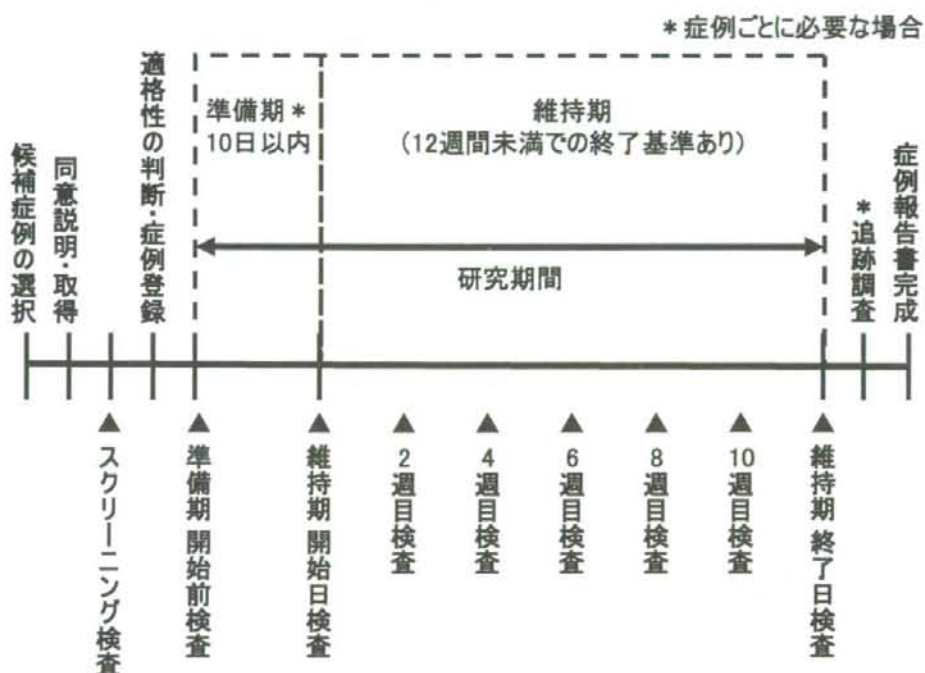 *症例ごとに必要な場合
候補症例の選択
同意説明・取得
適格性の判断・症例登録
準備期*
10日以内
維持期
(12週間未満での終了基準あり)
研究期間
*追跡調査
症例報告書完成
スクリーニング検査
準備期 開始前検査
維持期 開始日検査
2週目検査
4週目検査
6週目検査
8週目検査
10週目検査
維持期 終了日検査